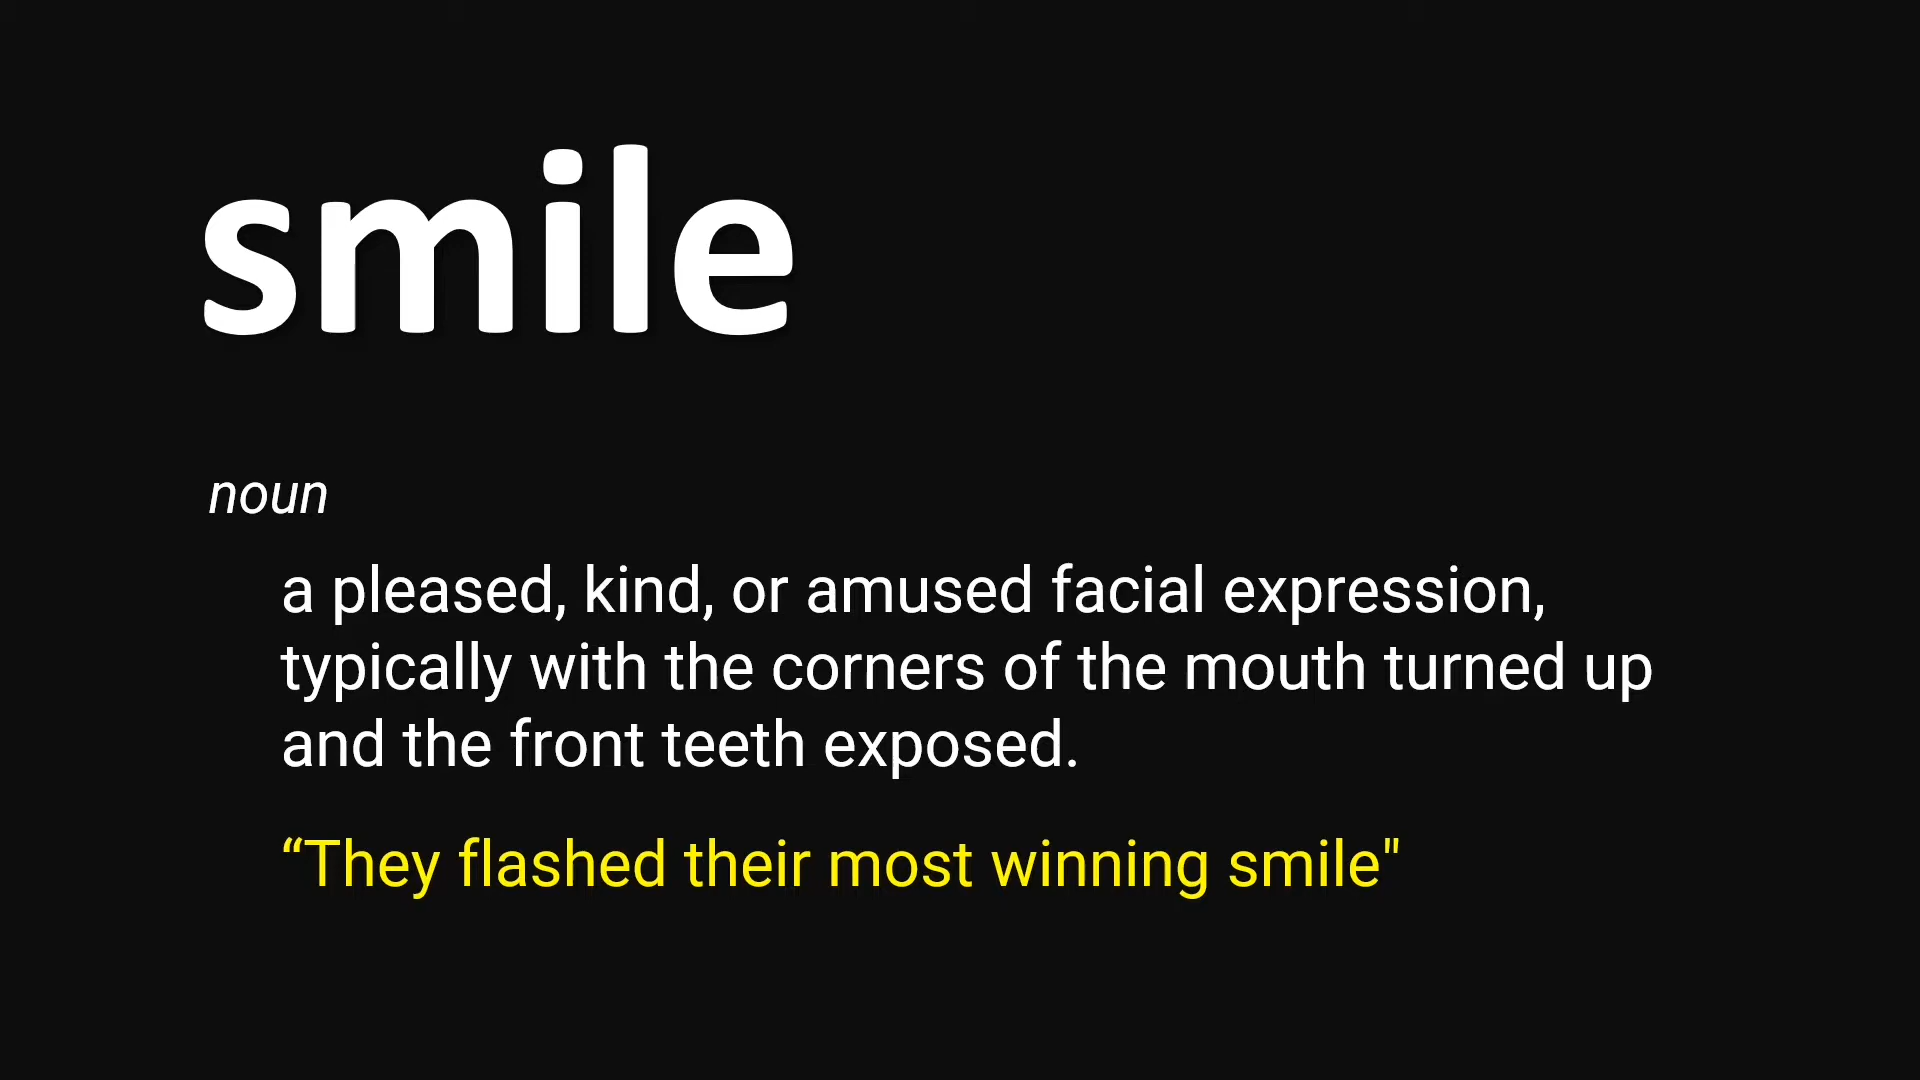 smile
noun
a pleased, kind, or amused facial expression,
typically with the corners of the mouth turned up
and the front teeth exposed.
“They flashed their most winning smile"